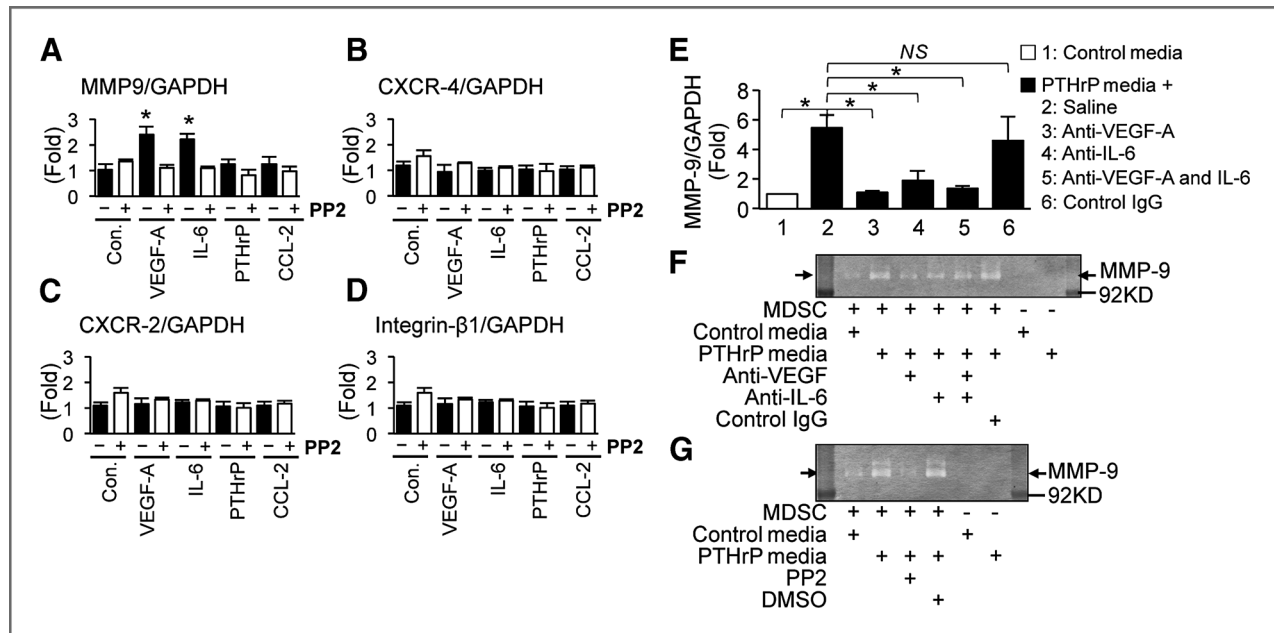 A
MMP9/GAPDH
(Fold)
3
2
1
0
* *
− + − + − + − + − + PP2
Con. VEGF-A IL-6 PTHrP CCL-2
B
CXCR-4/GAPDH
(Fold)
3
2
1
0
− + − + − + − + − + PP2
Con. VEGF-A IL-6 PTHrP CCL-2
C
CXCR-2/GAPDH
(Fold)
3
2
1
0
− + − + − + − + − + PP2
Con. VEGF-A IL-6 PTHrP CCL-2
D
Integrin-β1/GAPDH
(Fold)
3
2
1
0
− + − + − + − + − + PP2
Con. VEGF-A IL-6 PTHrP CCL-2
E
MMP-9/GAPDH
(Fold)
8
6
4
2
0
NS
*
*
* *
1 2 3 4 5 6
1: Control media
PTHrP media +
2: Saline
3: Anti-VEGF-A
4: Anti-IL-6
5: Anti-VEGF-A and IL-6
6: Control IgG
F
MMP-9
92KD
MDSC + + + + + + - -
Control media + +
PTHrP media + + + + + +
Anti-VEGF + +
Anti-IL-6 + +
Control IgG +
G
MMP-9
92KD
MDSC + + + + - -
Control media + +
PTHrP media + + + +
PP2 +
DMSO +